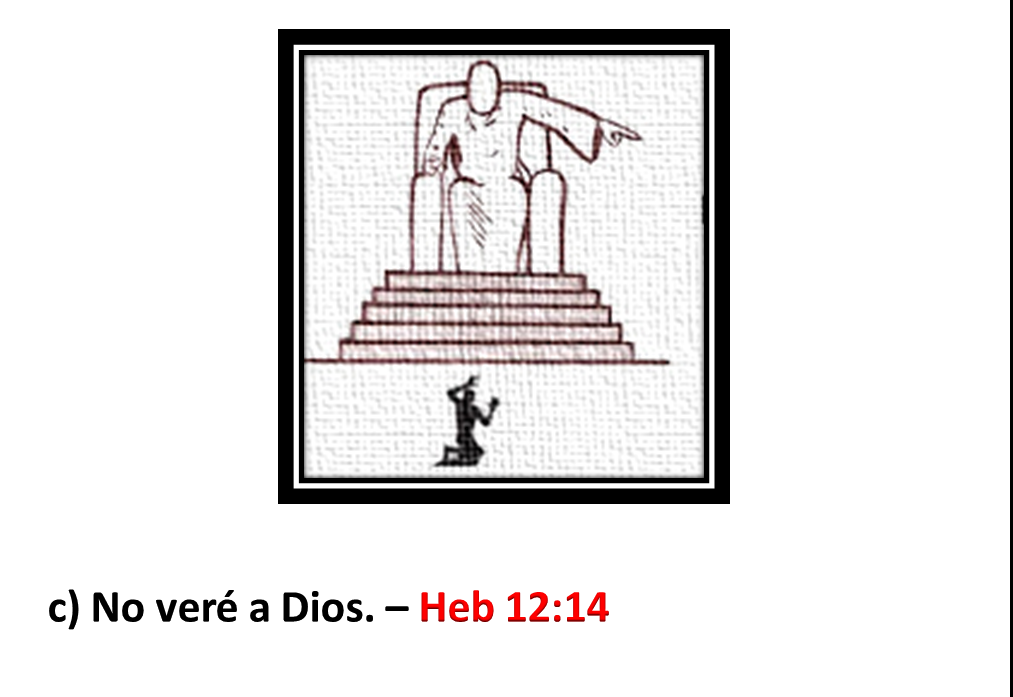 c) No veré a Dios. – Heb 12:14